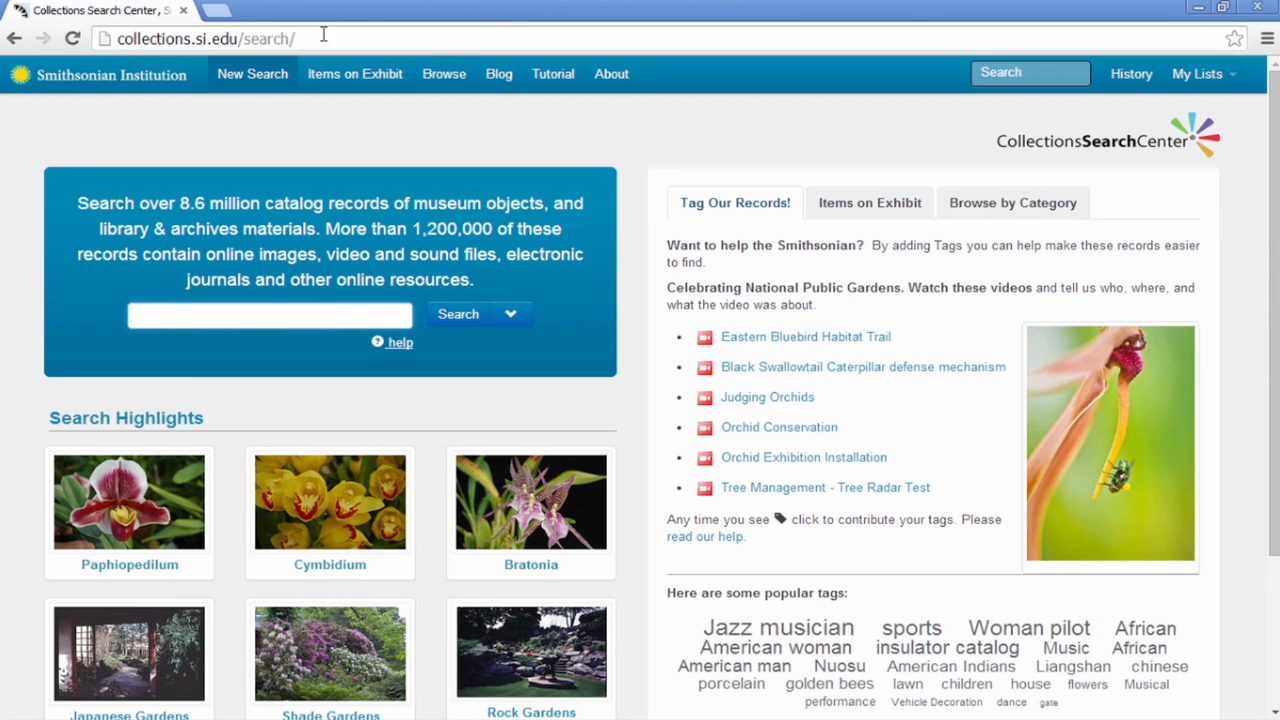 Collections Search Center, S
collections.si.edu/search/
Smithsonian Institution
New Search
Items on Exhibit
Browse
Blog
Tutorial
About
Search
History
My Lists
CollectionsSearchCenter
Search over 8.6 million catalog records of museum objects, and
library & archives materials. More than 1,200,000 of these
records contain online images, video and sound files, electronic
journals and other online resources.
Search
? help
Search Highlights
Paphiopedilum
Cymbidium
Bratonia
Japanese Gardens
Shade Gardens
Rock Gardens
Tag Our Records!
Items on Exhibit
Browse by Category
Want to help the Smithsonian? By adding Tags you can help make these records easier
to find.
Celebrating National Public Gardens. Watch these videos and tell us who, where, and
what the video was about.
• Eastern Bluebird Habitat Trail
• Black Swallowtail Caterpillar defense mechanism
• Judging Orchids
• Orchid Conservation
• Orchid Exhibition Installation
• Tree Management - Tree Radar Test
Any time you see click to contribute your tags. Please
read our help.
Here are some popular tags:
Jazz musician sports Woman pilot African
American woman insulator catalog Music African
American man Nuosu American Indians Liangshan chinese
porcelain golden bees lawn children house flowers Musical
performance Vehicle Decoration dance gate